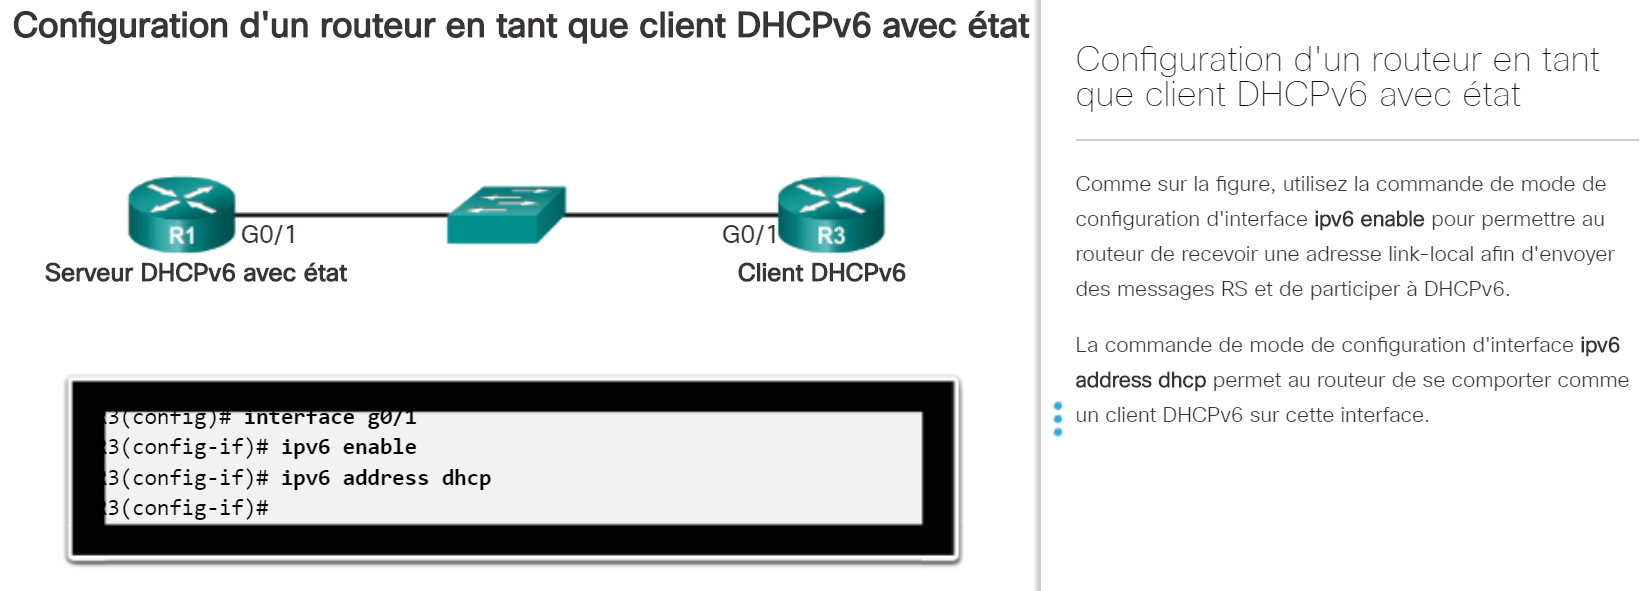 Configuration d'un routeur en tant que client DHCPv6 avec état
R1
G0/1
G0/1
R3
Serveur DHCPv6 avec état
Client DHCPv6
R3(config)# interface g0/1
R3(config-if)# ipv6 enable
R3(config-if)# ipv6 address dhcp
R3(config-if)#
Configuration d'un routeur en tant
que client DHCPv6 avec état
Comme sur la figure, utilisez la commande de mode de
configuration d'interface ipv6 enable pour permettre au
routeur de recevoir une adresse link-local afin d'envoyer
des messages RS et de participer à DHCPv6.
La commande de mode de configuration d'interface ipv6
address dhcp permet au routeur de se comporter comme
un client DHCPv6 sur cette interface.